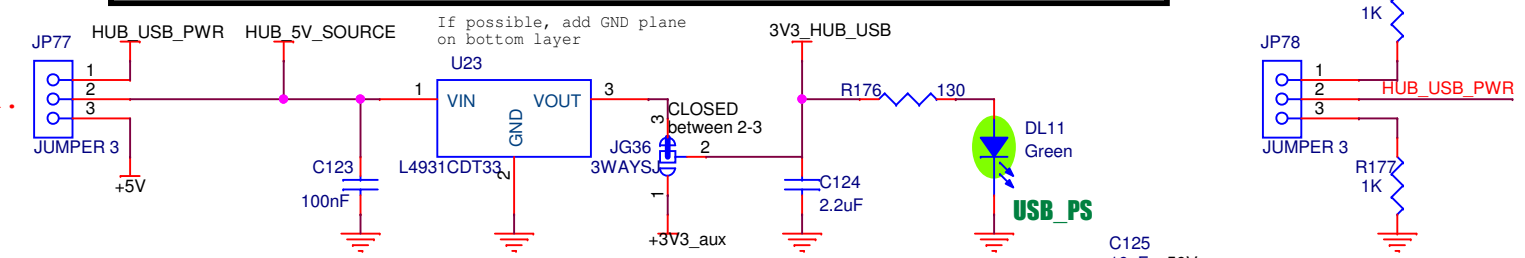 If possible, add GND plane
on bottom layer
JP77
HUB_USB_PWR
HUB_5V_SOURCE
3V3_HUB_USB
1K
JP78
U23
1
2
3
JUMPER 3
+5V
C123
100nF
1
VIN
VOUT
3
GND
2
L4931CDT33
CLOSED
between 2-3
3
JG36
2
3WAYSJ
1
+3V3_aux
R176
130
C124
2.2uF
DL11
Green
USB_PS
1
2
3
HUB_USB_PWR
JUMPER 3
R177
1K
C125